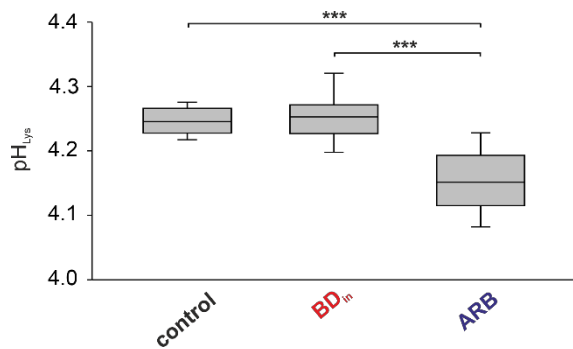 ***
***
4.4
4.3
4.2
4.1
4.0
pHLys
control
BDin
ARB